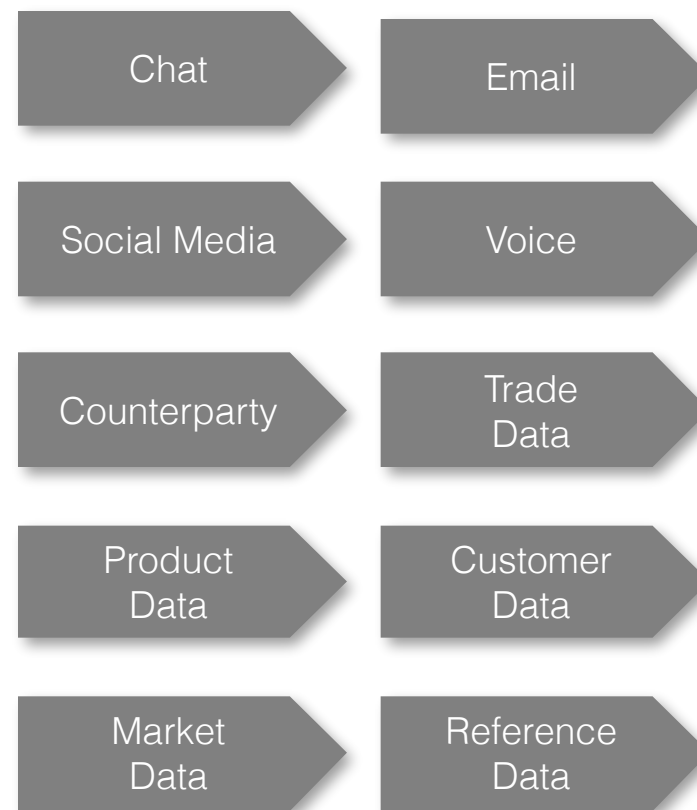 Chat
Email
Social Media
Voice
Counterparty
Trade
Data
Product
Data
Customer
Data
Market
Data
Reference
Data